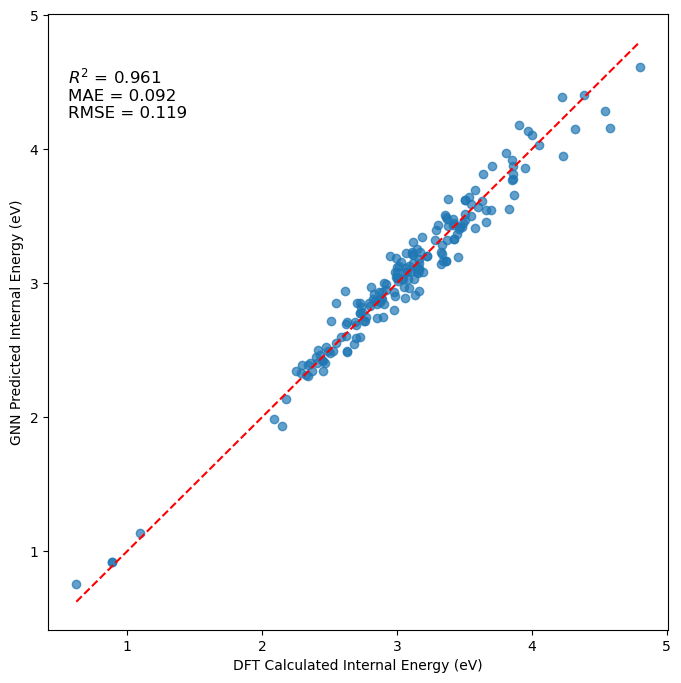 5
R² = 0.961
MAE = 0.092
RMSE = 0.119
4
3
2
1
GNN Predicted Internal Energy (eV)
1 2 3 4 5
DFT Calculated Internal Energy (eV)